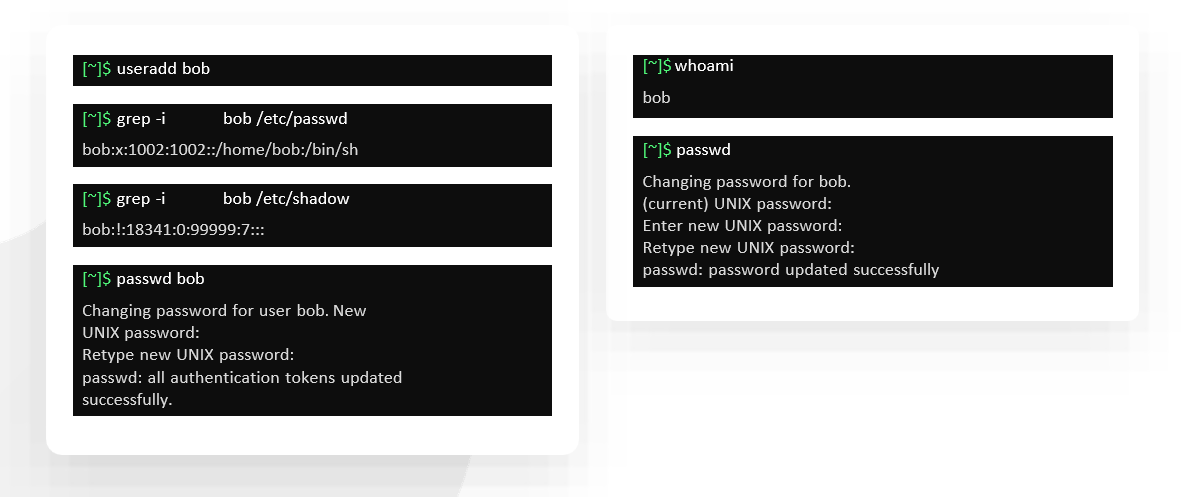 [~]$ useradd bob
[~]$ grep -i bob /etc/passwd
bob:x:1002:1002::/home/bob:/bin/sh
[~]$ grep -i bob /etc/shadow
bob:!:18341:0:99999:7:::
[~]$ passwd bob
Changing password for user bob. New
UNIX password:
Retype new UNIX password:
passwd: all authentication tokens updated
successfully.
[~]$ whoami
bob
[~]$ passwd
Changing password for bob.
(current) UNIX password:
Enter new UNIX password:
Retype new UNIX password:
passwd: password updated successfully